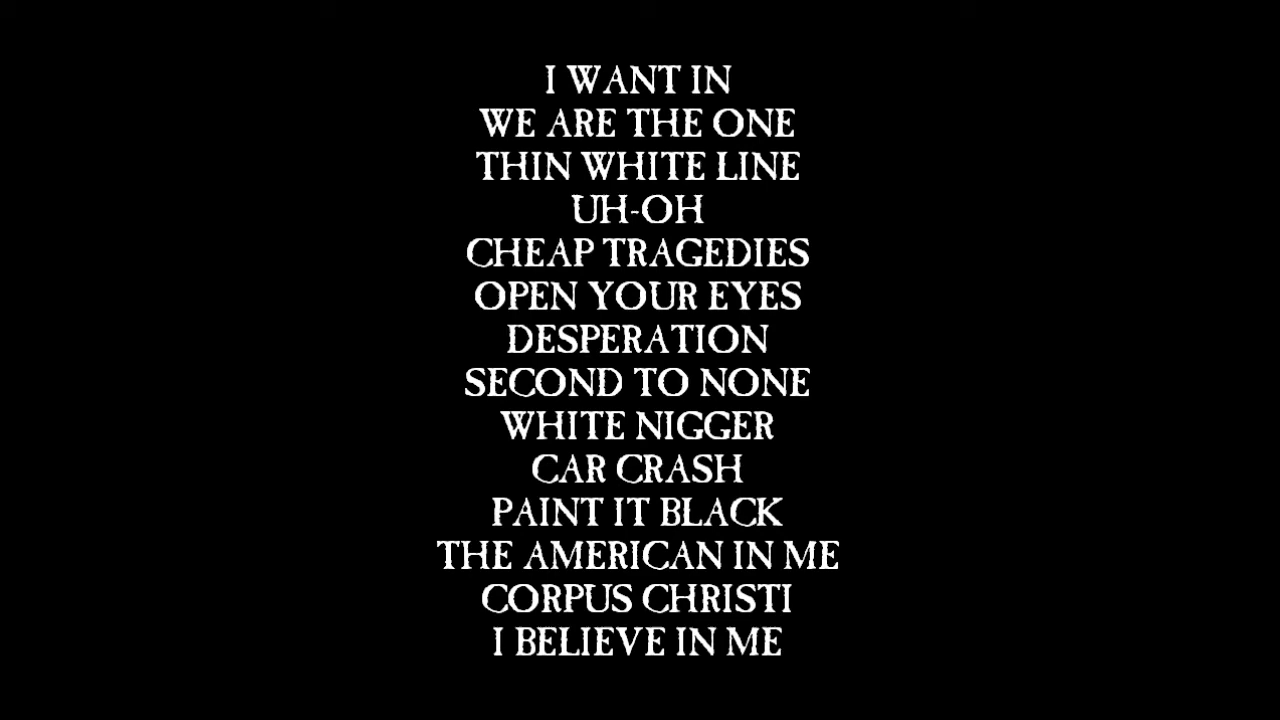 I WANT IN
WE ARE THE ONE
THIN WHITE LINE
UH-OH
CHEAP TRAGEDIES
OPEN YOUR EYES
DESPERATION
SECOND TO NONE
WHITE NIGGER
CAR CRASH
PAINT IT BLACK
THE AMERICAN IN ME
CORPUS CHRISTI
I BELIEVE IN ME